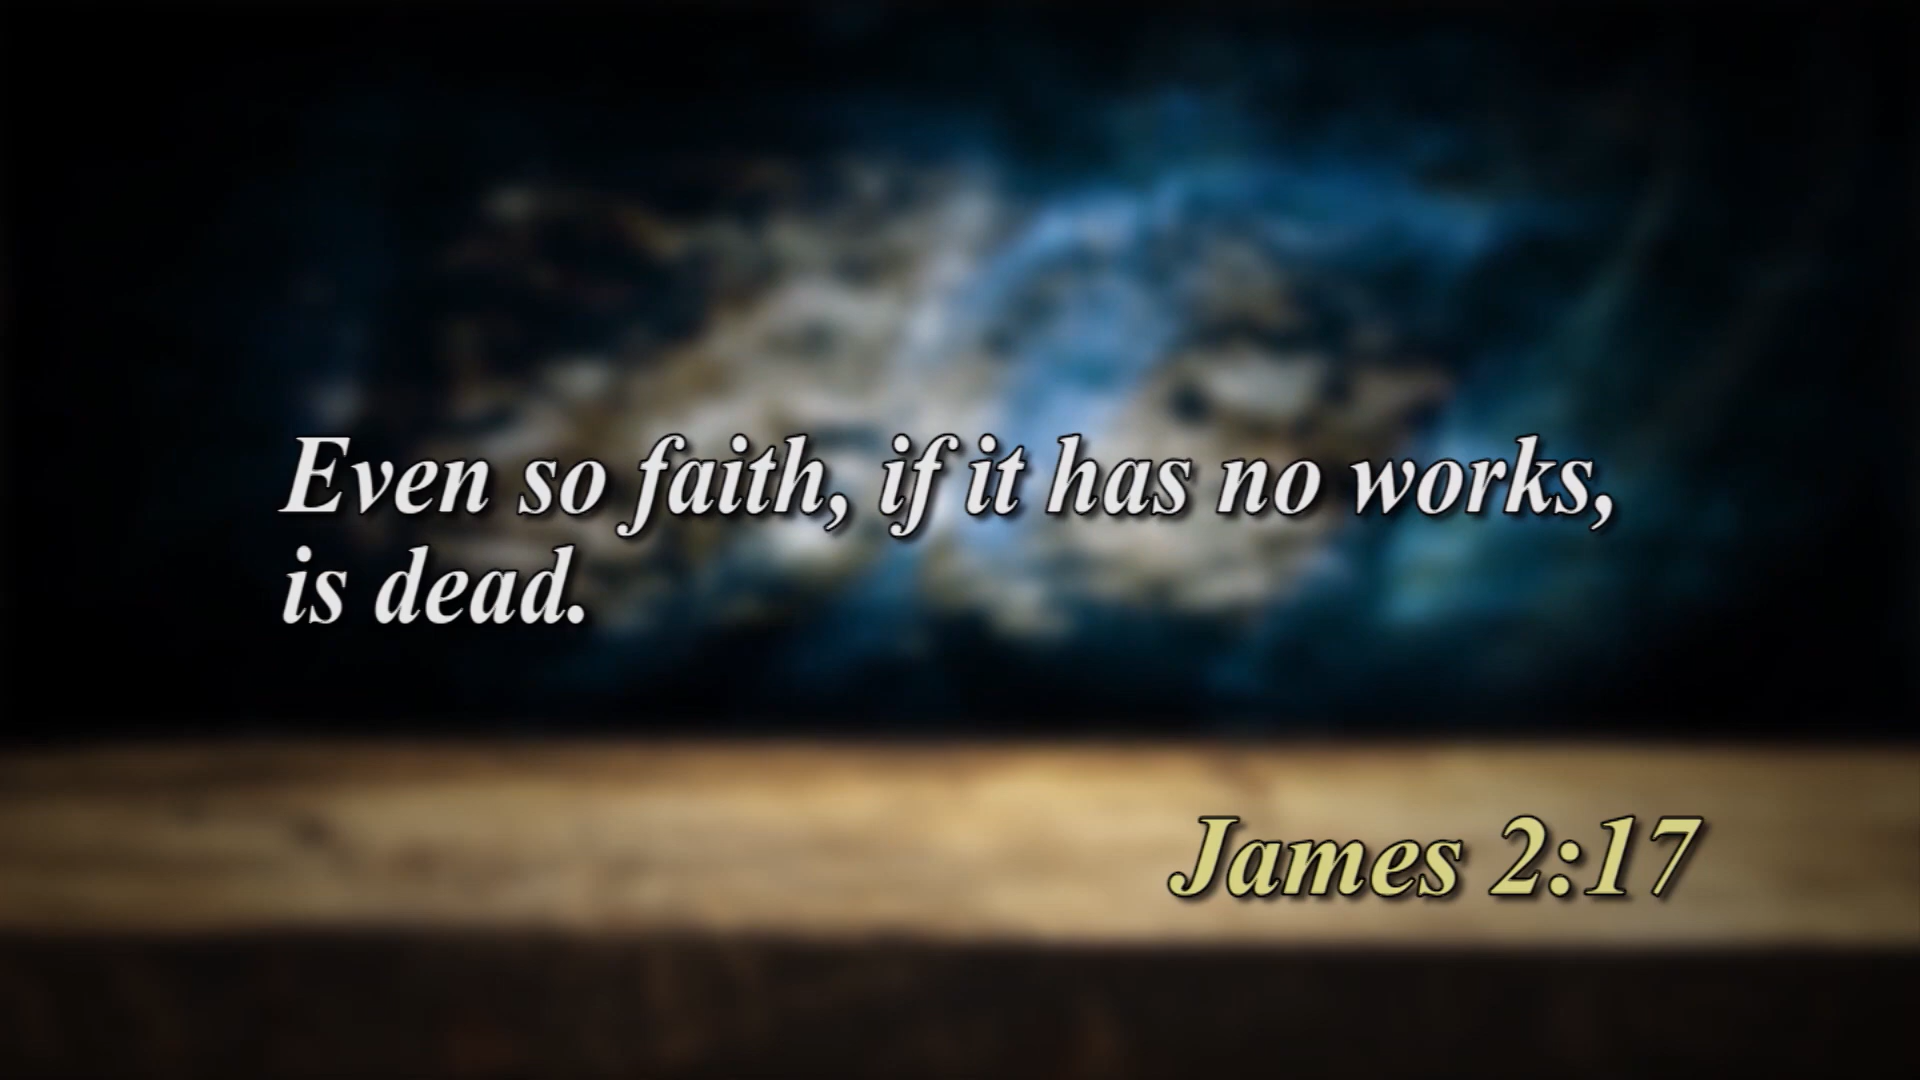 Even so faith, if it has no works,
is dead.
James 2:17